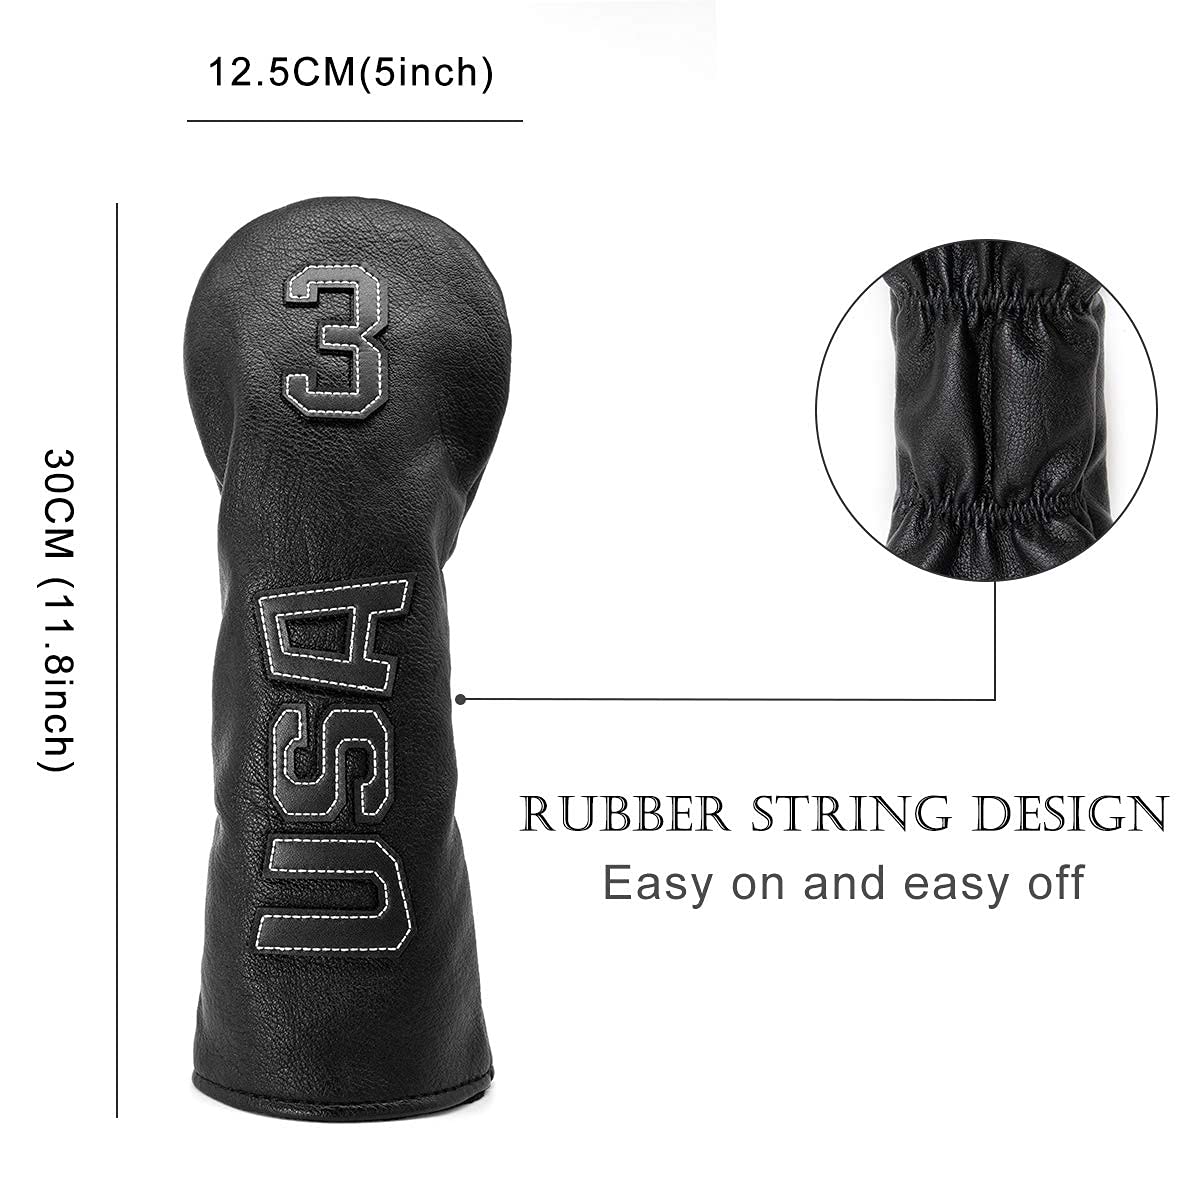 12.5CM(5inch)
30CM (11.8inch)
3
USA
RUBBER STRING DESIGN
Easy on and easy off